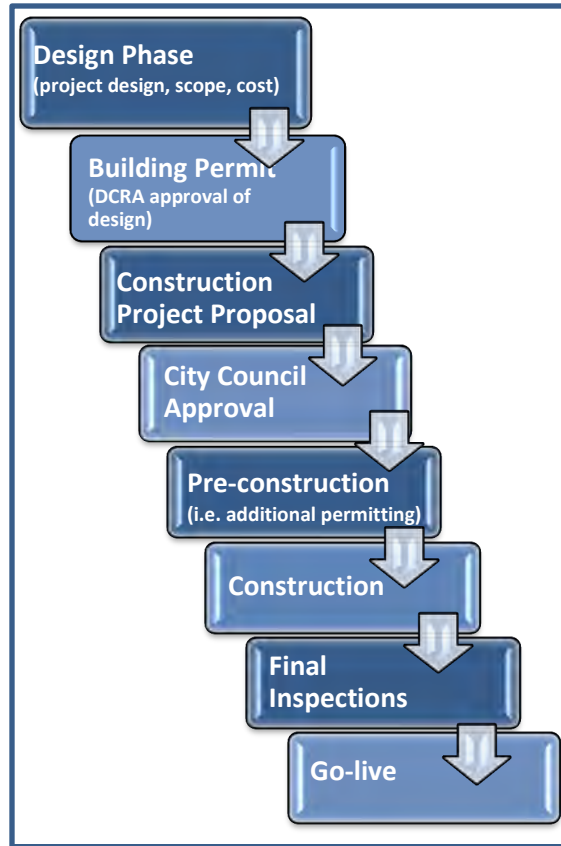 Design Phase
(project design, scope, cost)
Building Permit
(DCRA approval of
design)
Construction
Project Proposal
City Council
Approval
Pre-construction
(i.e. additional permitting)
Construction
Final
Inspections
Go-live